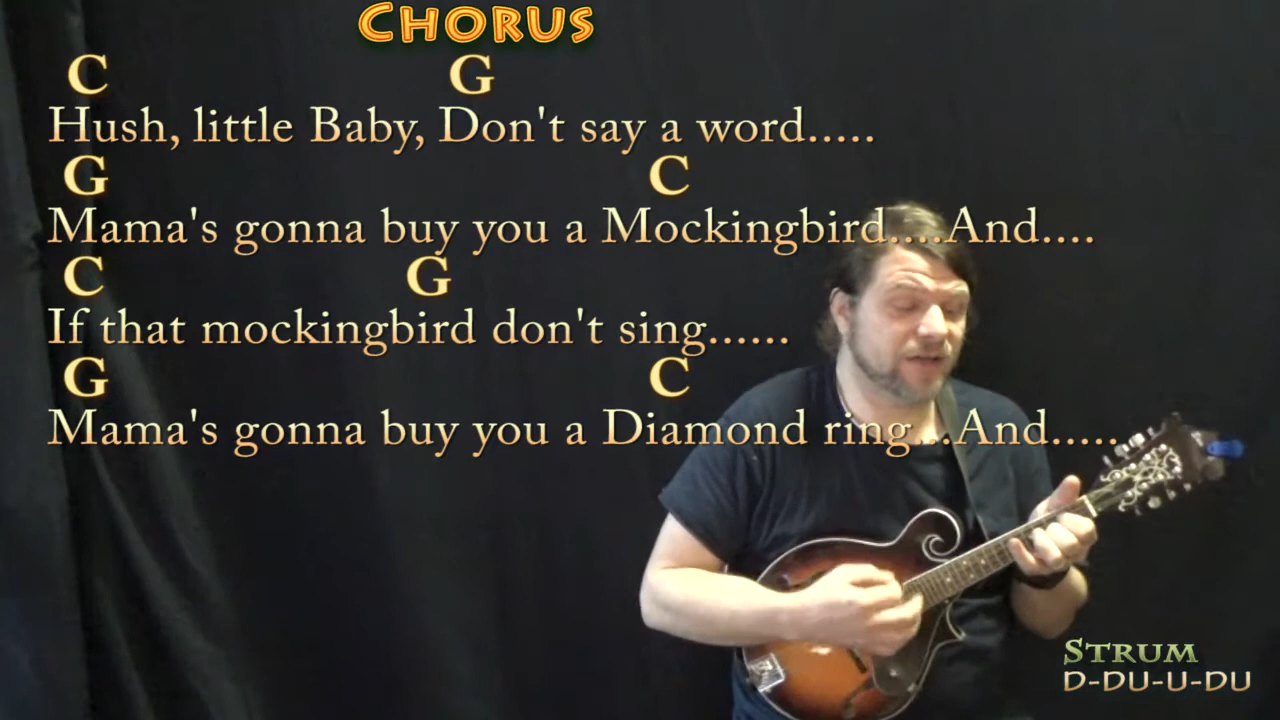 CHORUS
C G
Hush, little Baby, Don't say a word.....
G C
Mama's gonna buy you a Mockingbird....And....
C G
If that mockingbird don't sing......
G C
Mama's gonna buy you a Diamond ring...And.....
STRUM
D-DU-U-DU